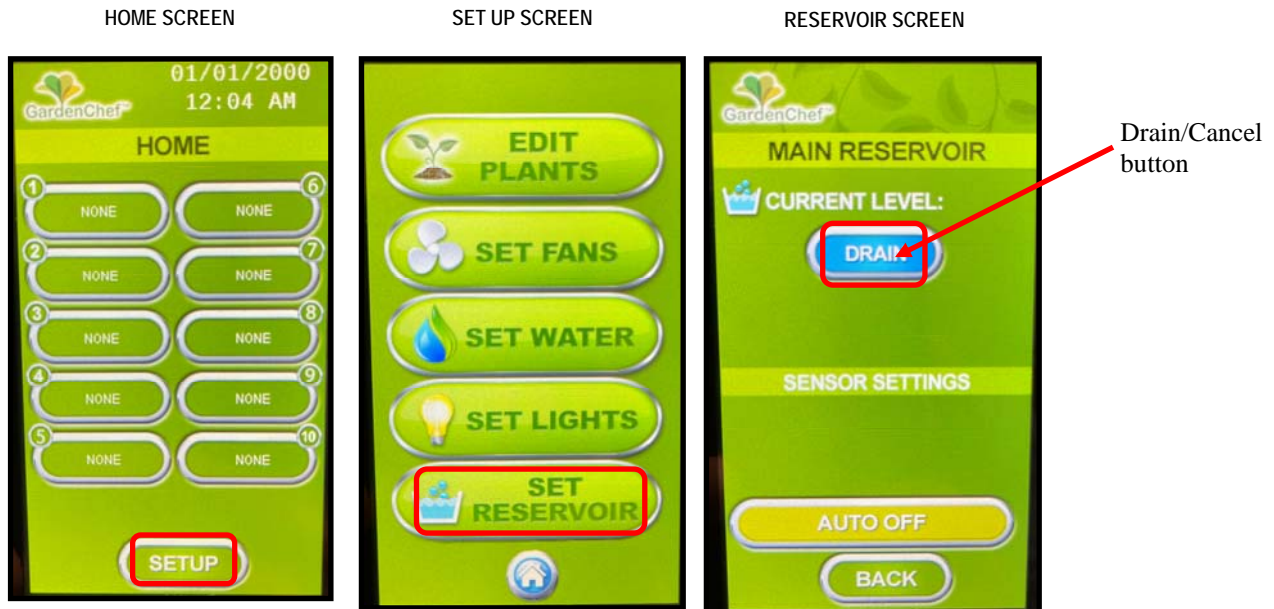 HOME SCREEN
SET UP SCREEN
RESERVOIR SCREEN
GardenChef™
01/01/2000
12:04 AM
HOME
1
NONE
6
NONE
2
NONE
7
NONE
3
NONE
8
NONE
4
NONE
9
NONE
5
NONE
10
NONE
SETUP
EDIT
PLANTS
SET FANS
SET WATER
SET LIGHTS
SET
RESERVOIR
GardenChef™
MAIN RESERVOIR
CURRENT LEVEL:
DRAIN
SENSOR SETTINGS
AUTO OFF
BACK
Drain/Cancel
button